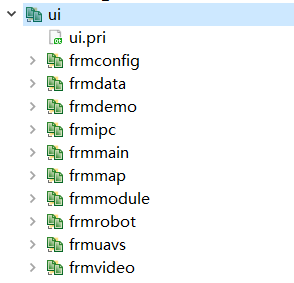 ui
ui.pri
frmconfig
frmdata
frmdemo
frmipc
frmmain
frmmap
frmmodule
frmrobot
frmuavs
frmvideo